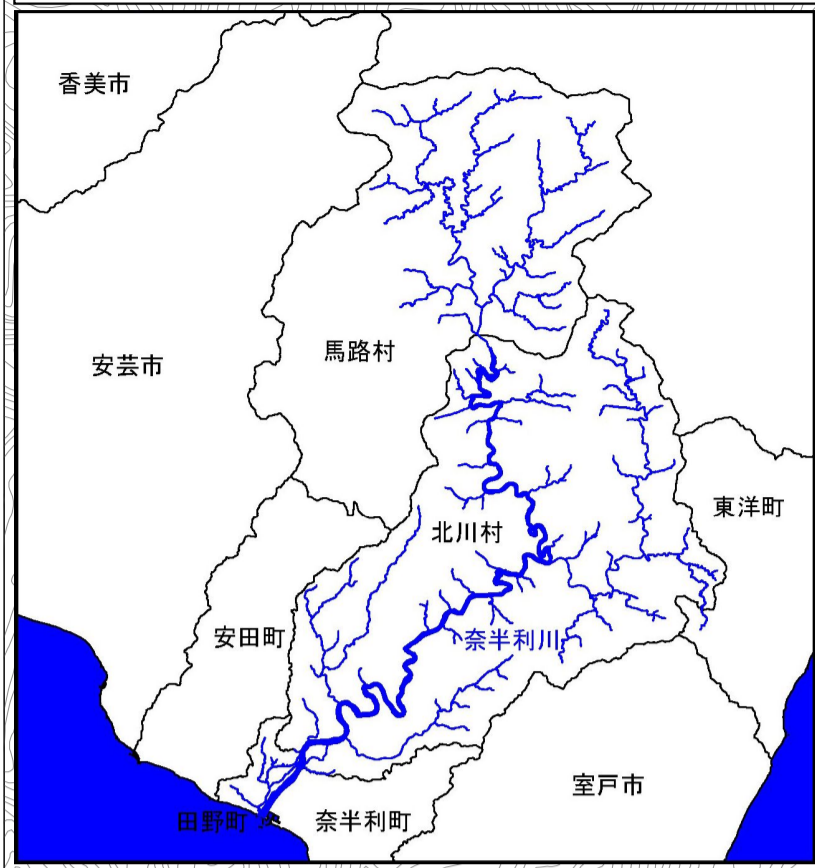 香美市
馬路村
安芸市
東洋町
北川村
安田町
奈半利川
室戸市
田野町
奈半利町